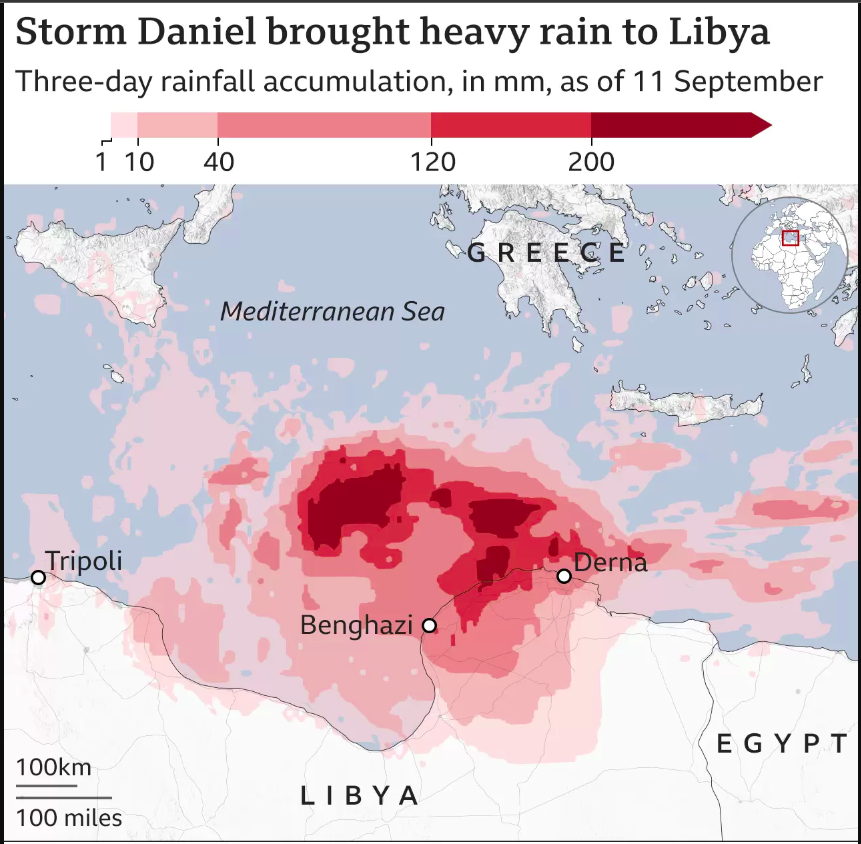 Storm Daniel brought heavy rain to Libya
Three-day rainfall accumulation, in mm, as of 11 September
1 10 40 120 200
GREECE
Mediterranean Sea
Tripoli
Derna
Benghazi
EGYPT
100km
LIBYA
100 miles